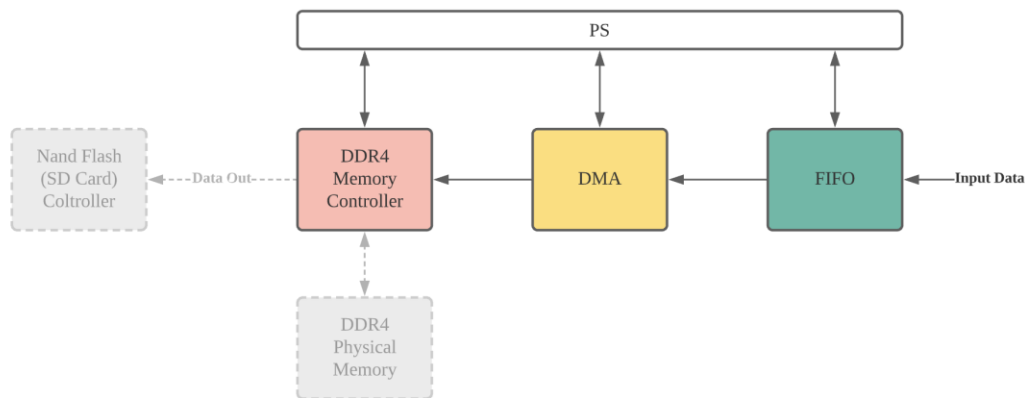 PS
Nand Flash
(SD Card)
Coltroller
Data Out
DDR4
Memory
Controller
DMA
FIFO
Input Data
DDR4
Physical
Memory